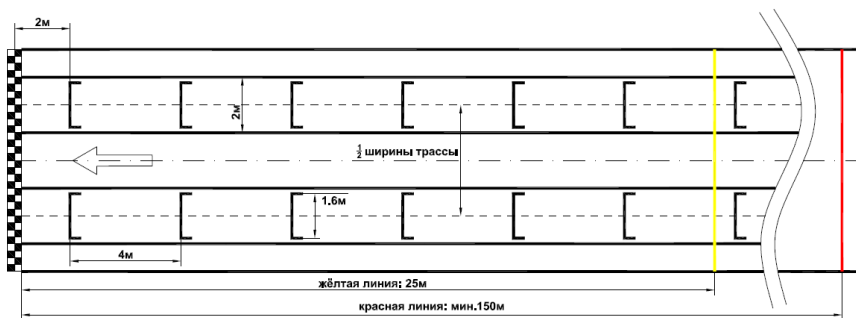 2м
2м
½ ширины трассы
1.6м
4м
жёлтая линия: 25м
красная линия: мин.150м